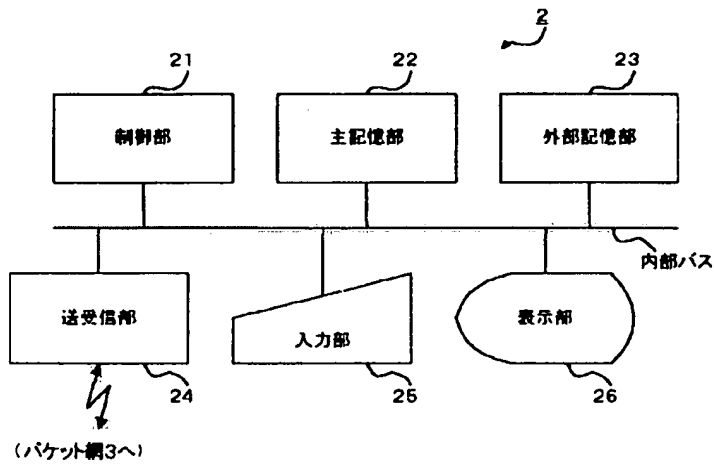 2
21
22
23
制御部
主記憶部
外部記憶部
内部バス
送受信部
入力部
表示部
24
25
26
(パケット網3へ)